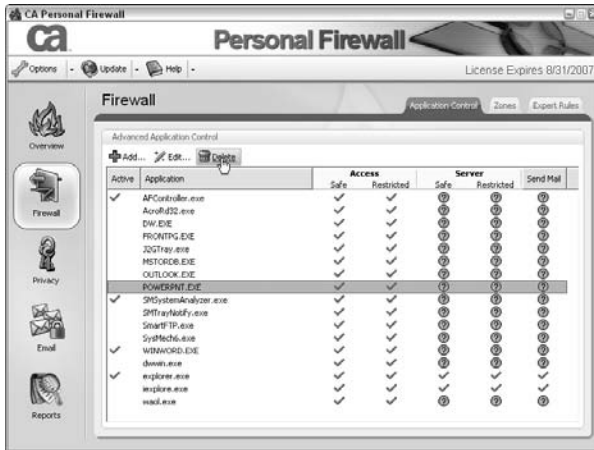 CA Personal Firewall
ca
Personal Firewall
Options
Update
Help
License Expires 8/31/2007
Firewall
Application Control
Zones
Expert Rules
Overview
Firewall
Privacy
Email
Reports
Advanced Application Control
Add...
Edit...
Delete
Access
Server
Active
Application
Safe
Restricted
Safe
Restricted
Send Mail
AFController.exe
AcroRd32.exe
DW.EXE
FRONTPG.EXE
J2GTray.exe
MSTORDB.EXE
OUTLOOK.EXE
POWERPNT.EXE
SMSystemAnalyzer.exe
SMTrayNotify.exe
SmartFTP.exe
SysMech6.exe
WINWORD.EXE
dwwin.exe
explorer.exe
iexplore.exe
waol.exe